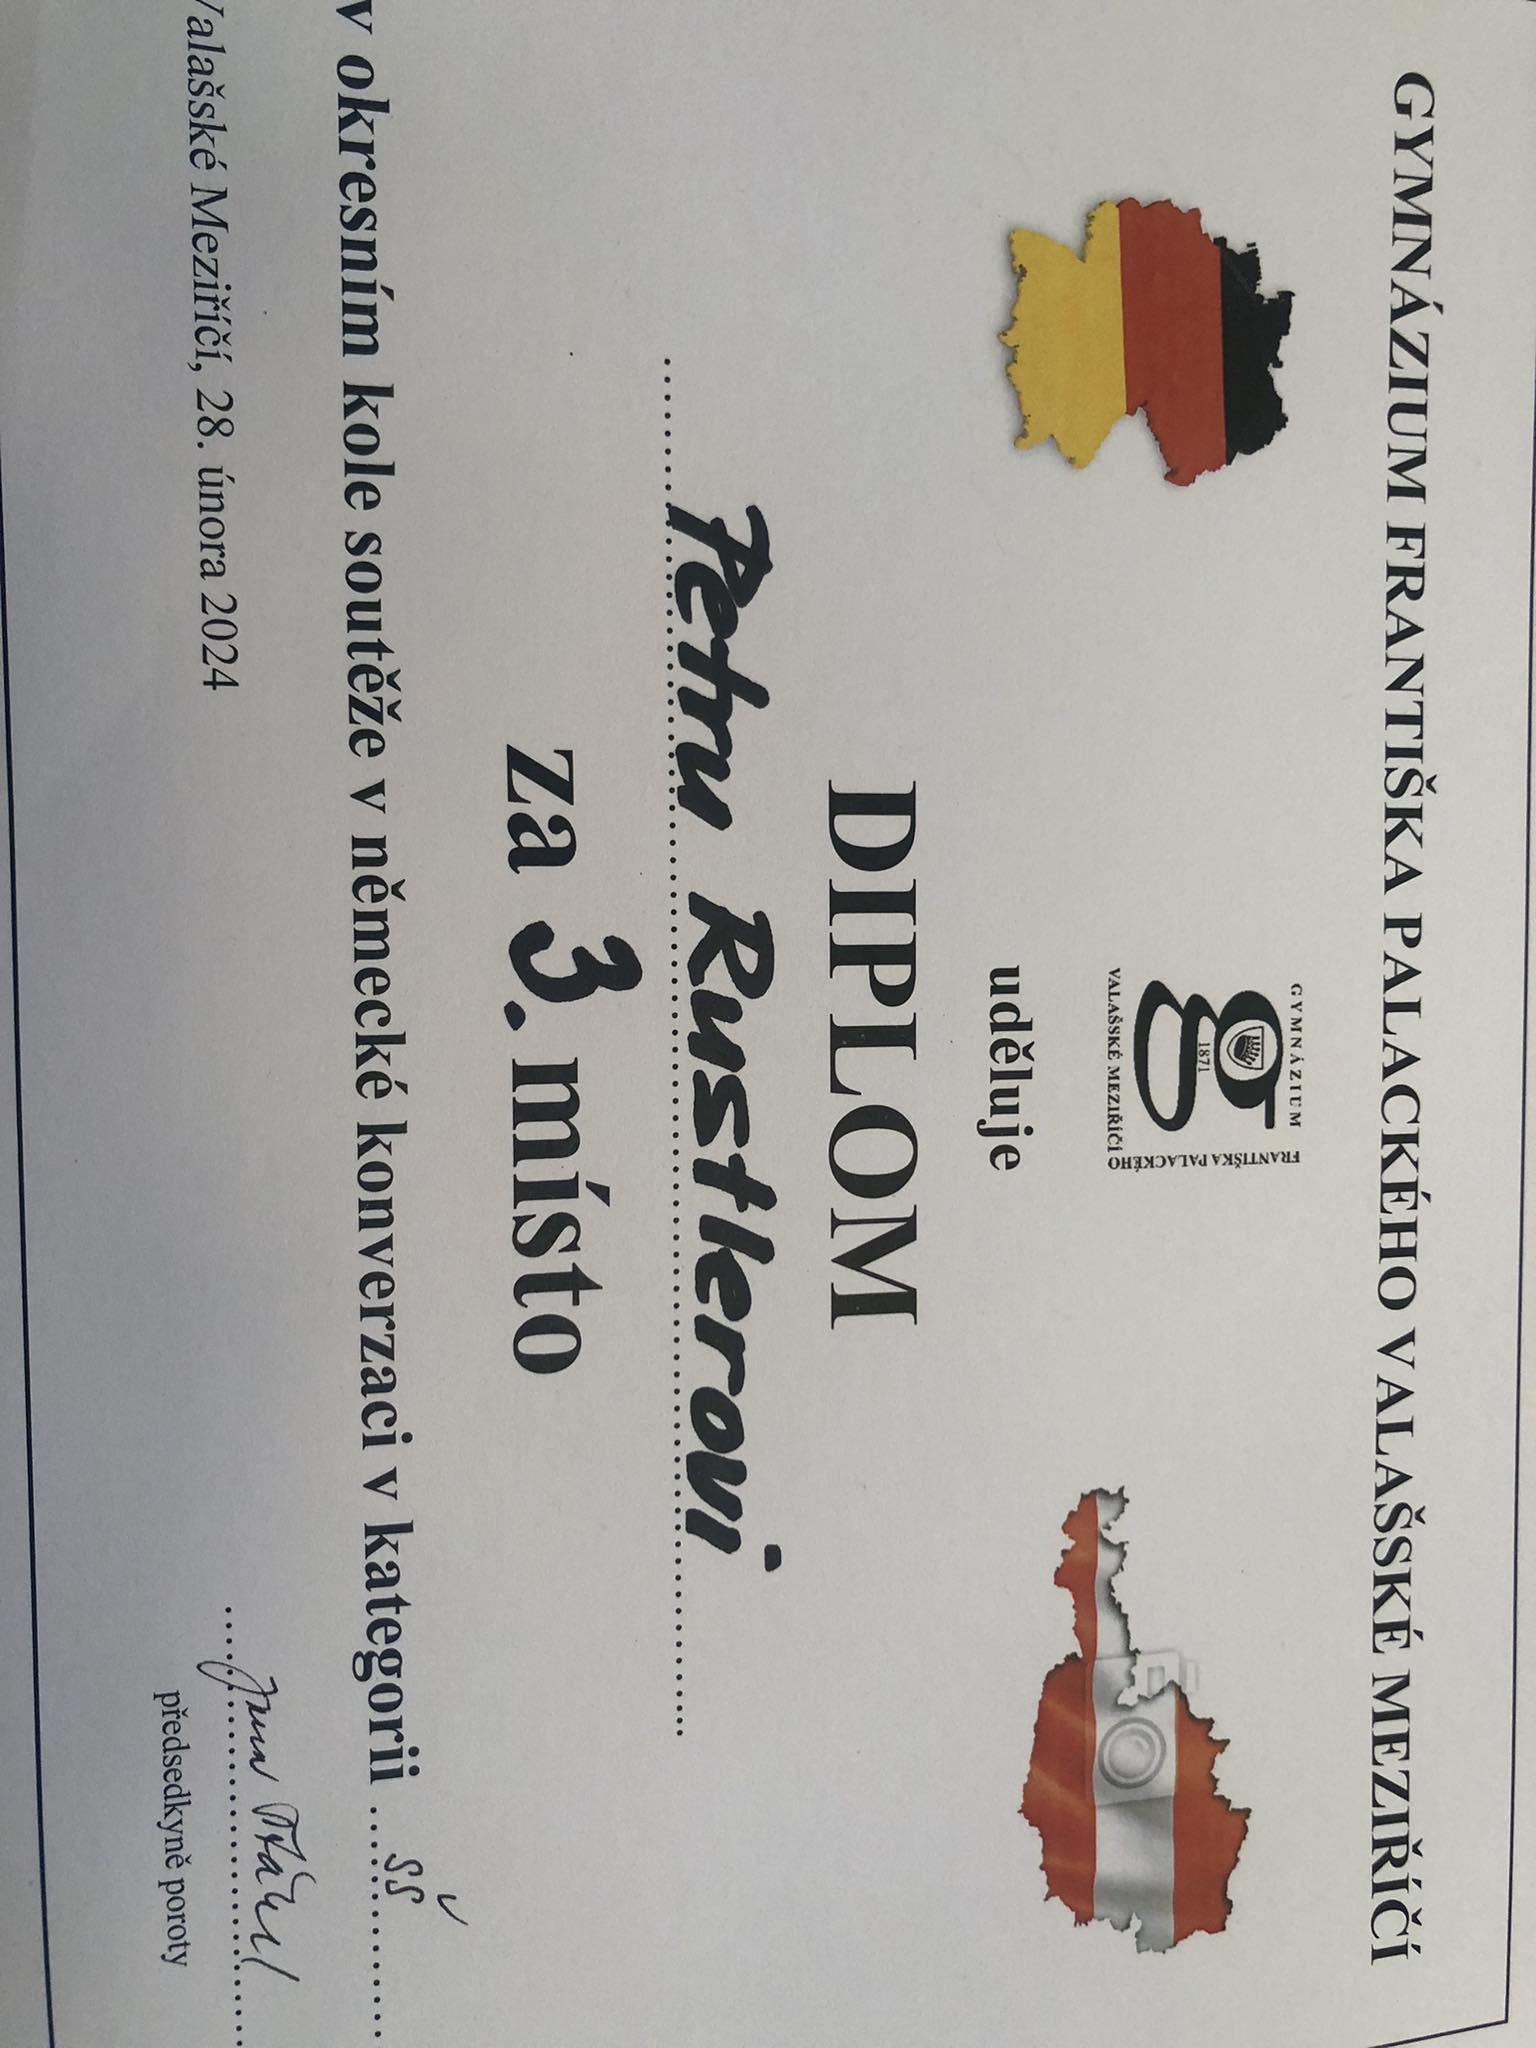 GYMNÁZIUM FRANTIŠKA PALACKÉHO VALAŠSKÉ MEZIŘÍČÍ
GYMNÁZIUM
FRANTIŠKA PALACKÉHO
1871
VALAŠSKÉ MEZIŘÍČÍ
uděluje
DIPLOM
Petru Rustlerovi
za 3. místo
v okresním kole soutěže v německé konverzaci v kategorii SŠ
Valašské Meziříčí, 28. února 2024
předsedkyně poroty